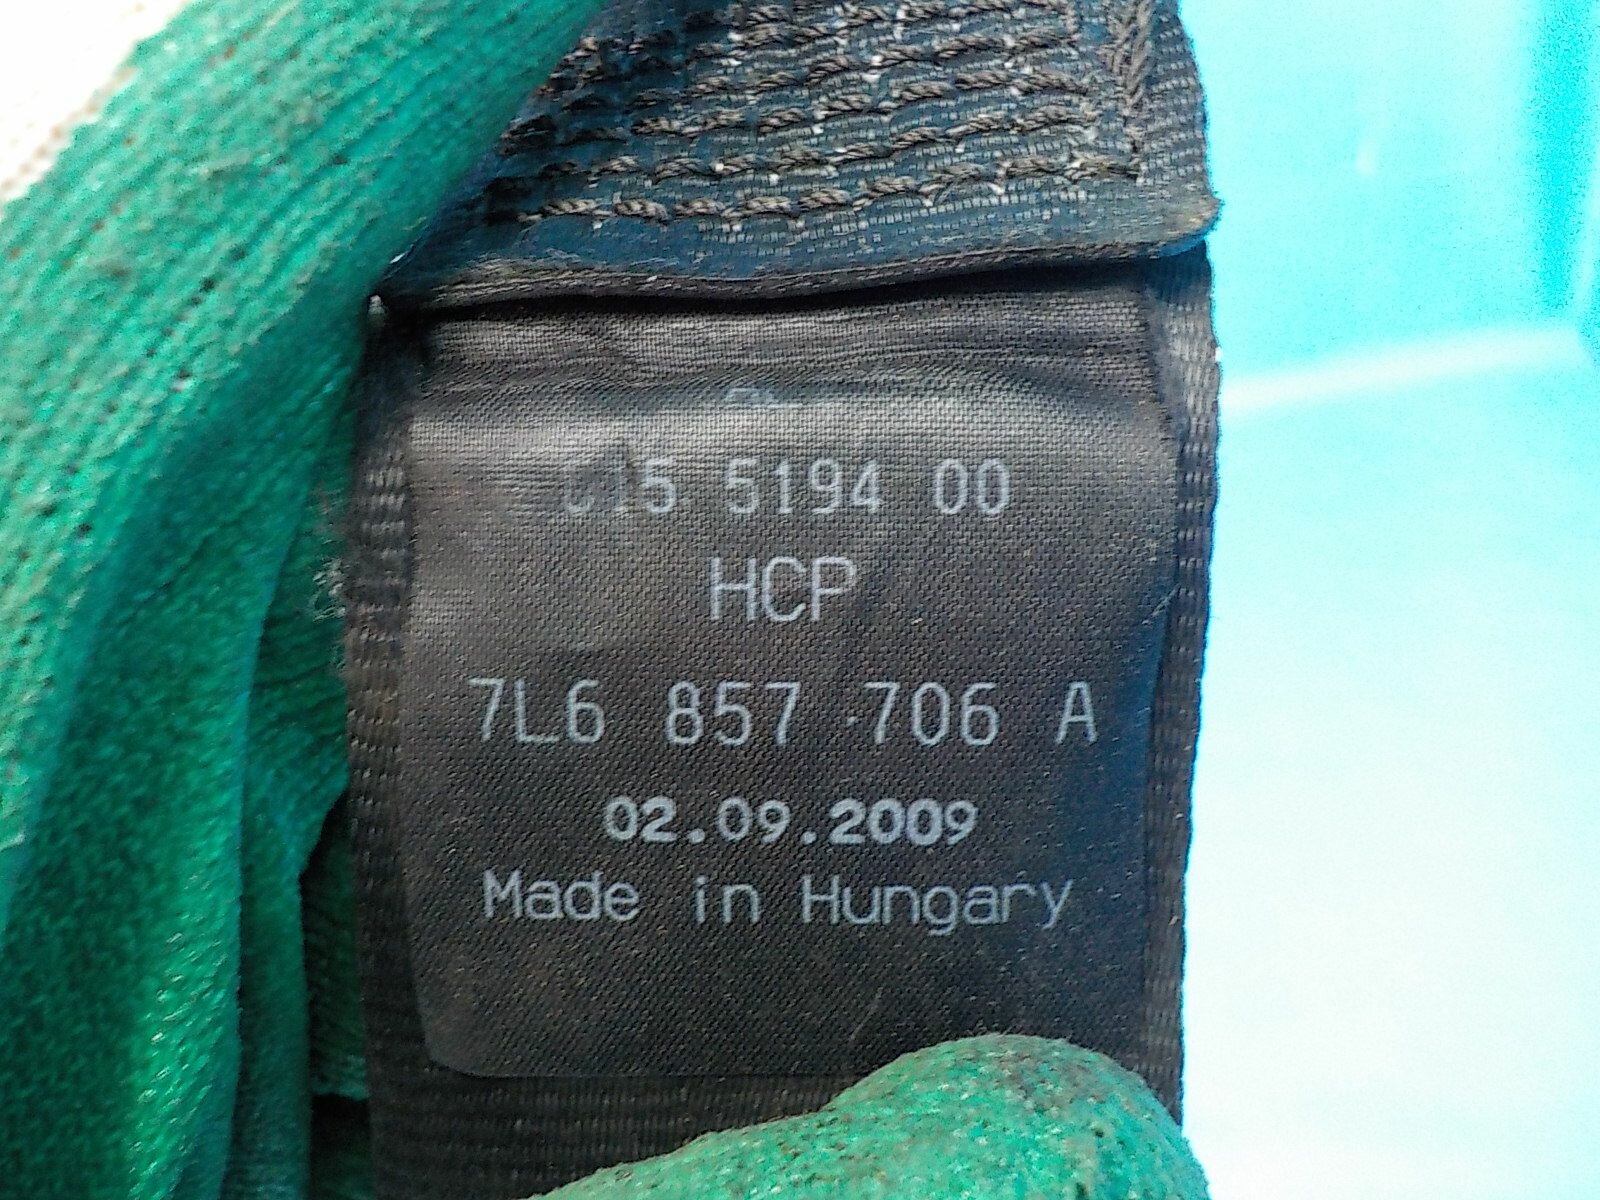 5194 00
HCP
7L6 857 706 A
02.09.2009
Made in Hungary